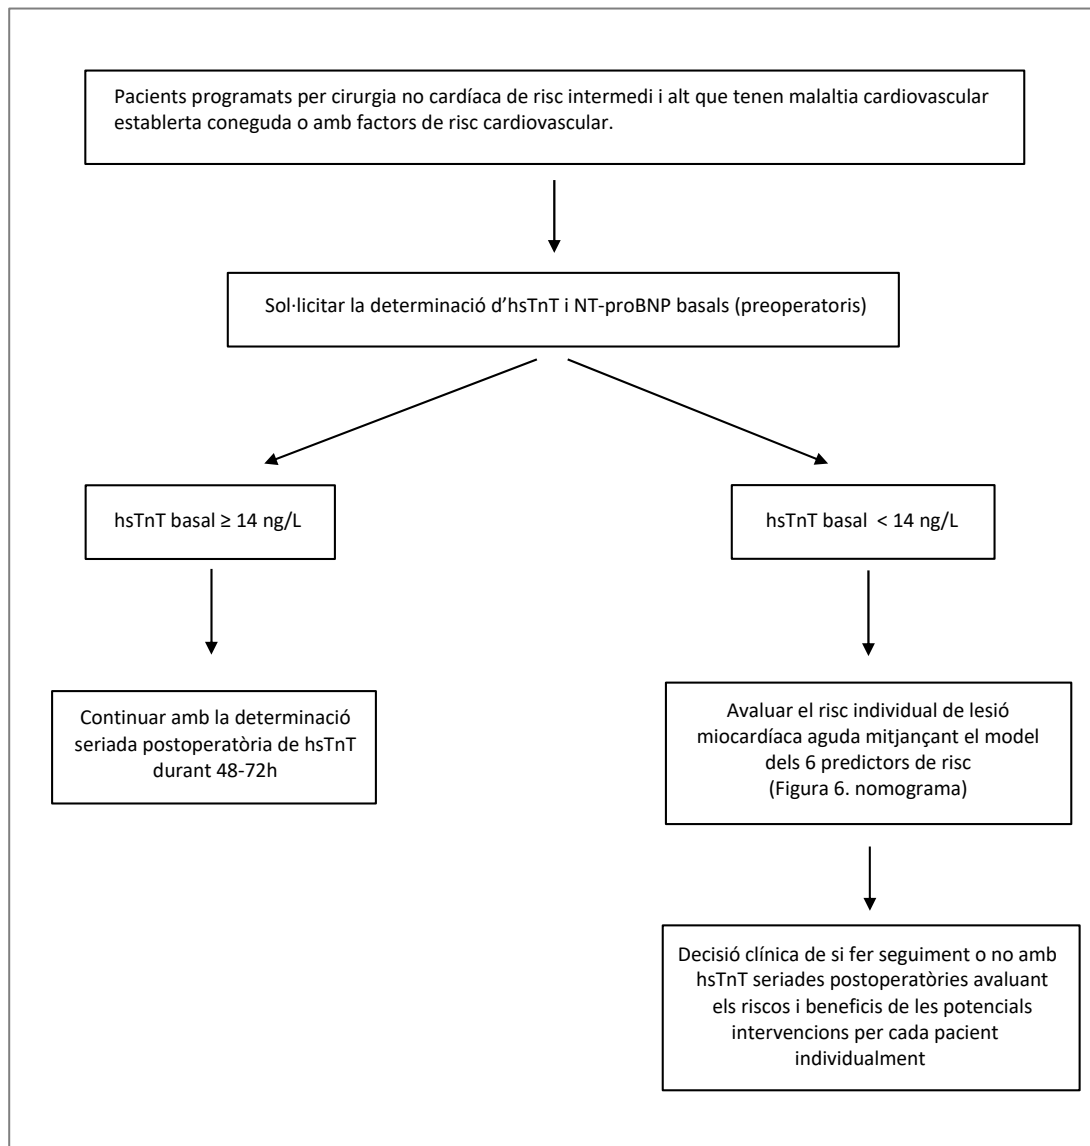 Pacients programats per cirurgia no cardíaca de risc intermedi i alt que tenen malaltia cardiovascular
establerta coneguda o amb factors de risc cardiovascular.
Sol·licitar la determinació d’hsTnT i NT-proBNP basals (preoperatoris)
hsTnT basal ≥ 14 ng/L
hsTnT basal < 14 ng/L
Continuar amb la determinació
seriada postoperatòria de hsTnT
durant 48-72h
Avaluar el risc individual de lesió
miocardíaca aguda mitjançant el model
dels 6 predictors de risc
(Figura 6. nomograma)
Decisió clínica de si fer seguiment o no amb
hsTnT seriades postoperatòries avaluant
els riscos i beneficis de les potencials
intervencions per cada pacient
individualment